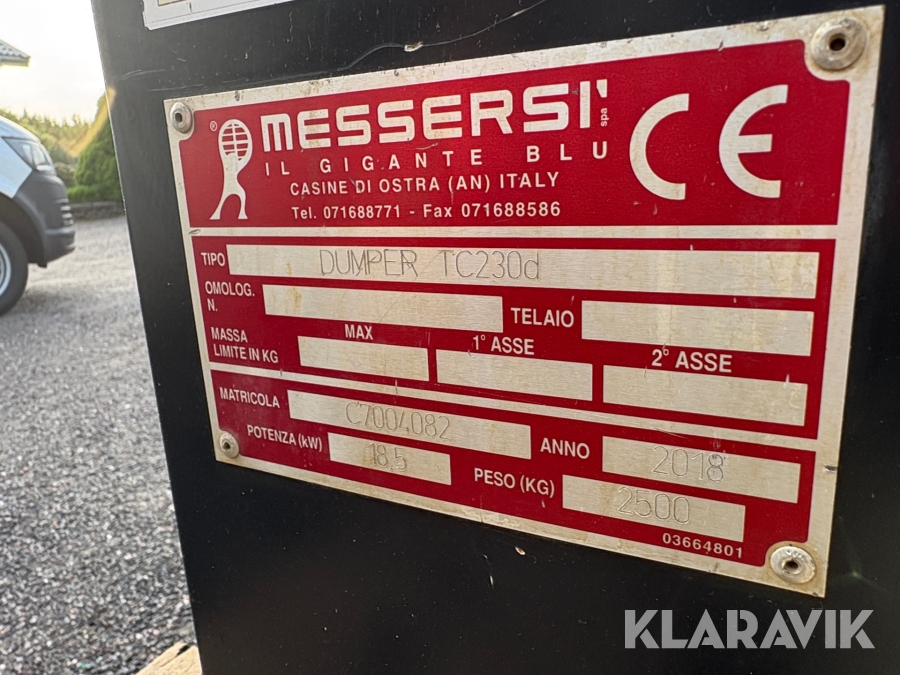 ® MESSERSI' spa CE
IL GIGANTE BLU
CASINE DI OSTRA (AN) ITALY
Tel. 071688771 - Fax 071688586
TIPO DUMPER TC230d
OMOLOG. N. TELAIO
MASSA LIMITE IN KG MAX 1° ASSE 2° ASSE
MATRICOLA C7004082 ANNO 2018
POTENZA (kW) 18,5 PESO (KG) 2500
03664801
KLARAVIK